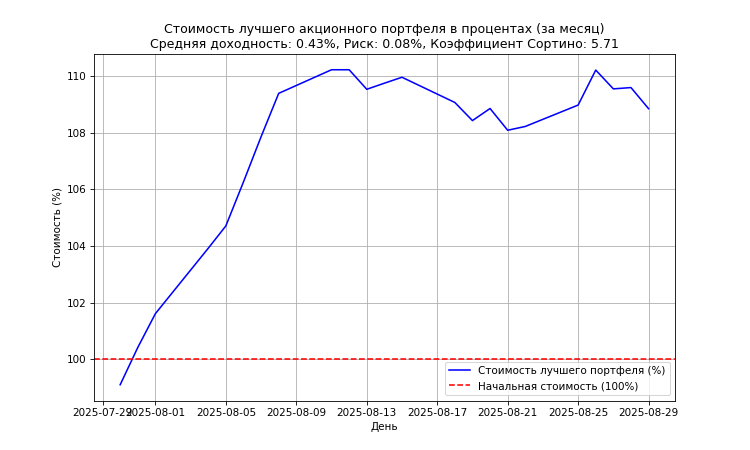 Стоимость лучшего акционного портфеля в процентах (за месяц)
Средняя доходность: 0.43%, Риск: 0.08%, Коэффициент Сортино: 5.71
Стоимость (%)
110
108
106
104
102
100
Стоимость лучшего портфеля (%)
Начальная стоимость (100%)
2025-07-29 2025-08-01 2025-08-05 2025-08-09 2025-08-13 2025-08-17 2025-08-21 2025-08-25 2025-08-29
День